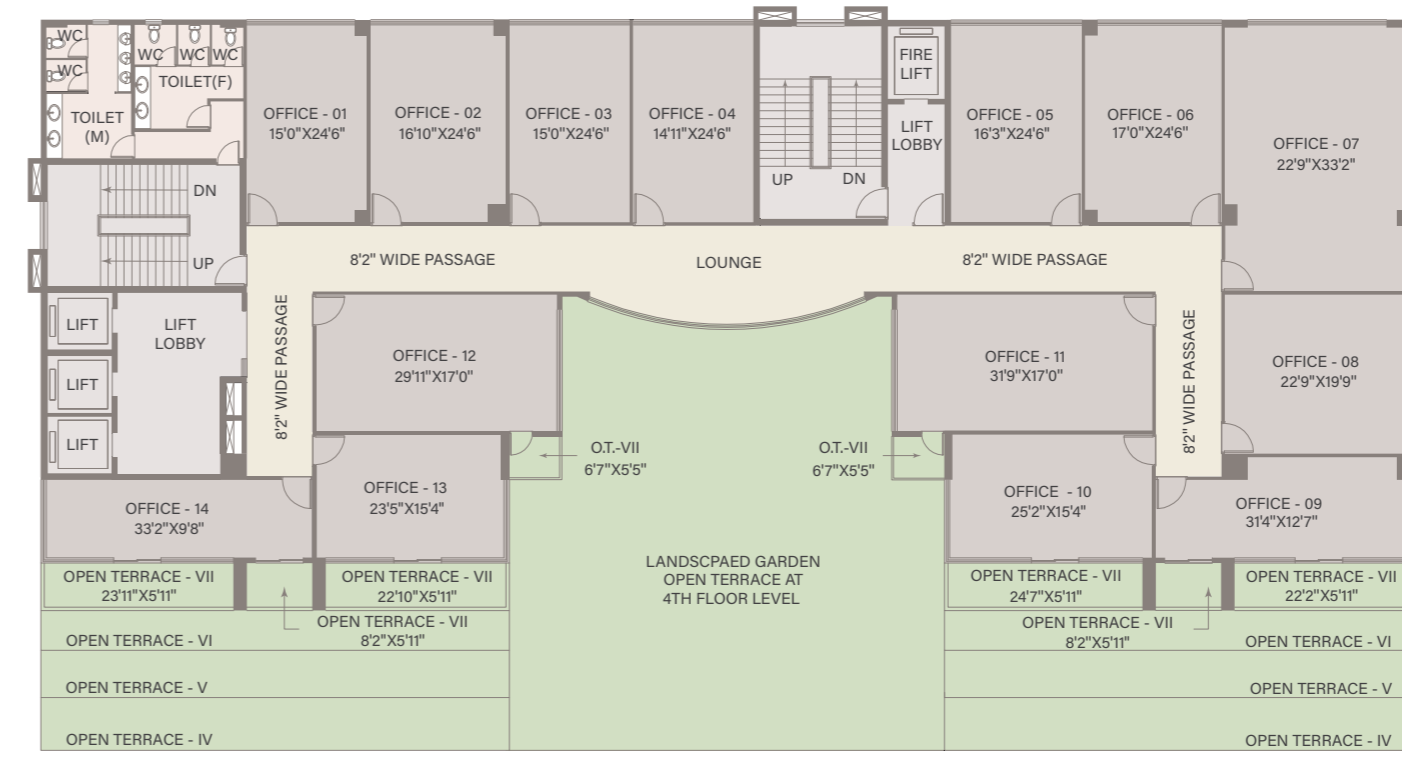 WC
WC
WC
WC
WC
TOILET(F)
TOILET
(M)
OFFICE - 01
15'0"X24'6"
OFFICE - 02
16'10"X24'6"
OFFICE - 03
15'0"X24'6"
OFFICE - 04
14'11"X24'6"
UP
DN
FIRE
LIFT
LIFT
LOBBY
OFFICE - 05
16'3"X24'6"
OFFICE - 06
17'0"X24'6"
OFFICE - 07
22'9"X33'2"
DN
UP
8'2" WIDE PASSAGE
LOUNGE
8'2" WIDE PASSAGE
LIFT
LIFT
LIFT
LIFT
LOBBY
8'2" WIDE PASSAGE
OFFICE - 12
29'11"X17'0"
OFFICE - 11
31'9"X17'0"
8'2" WIDE PASSAGE
OFFICE - 08
22'9"X19'9"
O.T.-VII
6'7"X5'5"
O.T.-VII
6'7"X5'5"
OFFICE - 14
33'2"X9'8"
OFFICE - 13
23'5"X15'4"
OFFICE - 10
25'2"X15'4"
OFFICE - 09
31'4"X12'7"
LANDSCPAED GARDEN
OPEN TERRACE AT
4TH FLOOR LEVEL
OPEN TERRACE - VII
23'11"X5'11"
OPEN TERRACE - VII
22'10"X5'11"
OPEN TERRACE - VII
24'7"X5'11"
OPEN TERRACE - VII
22'2"X5'11"
OPEN TERRACE - VII
8'2"X5'11"
OPEN TERRACE - VII
8'2"X5'11"
OPEN TERRACE - VI
OPEN TERRACE - VI
OPEN TERRACE - V
OPEN TERRACE - V
OPEN TERRACE - IV
OPEN TERRACE - IV